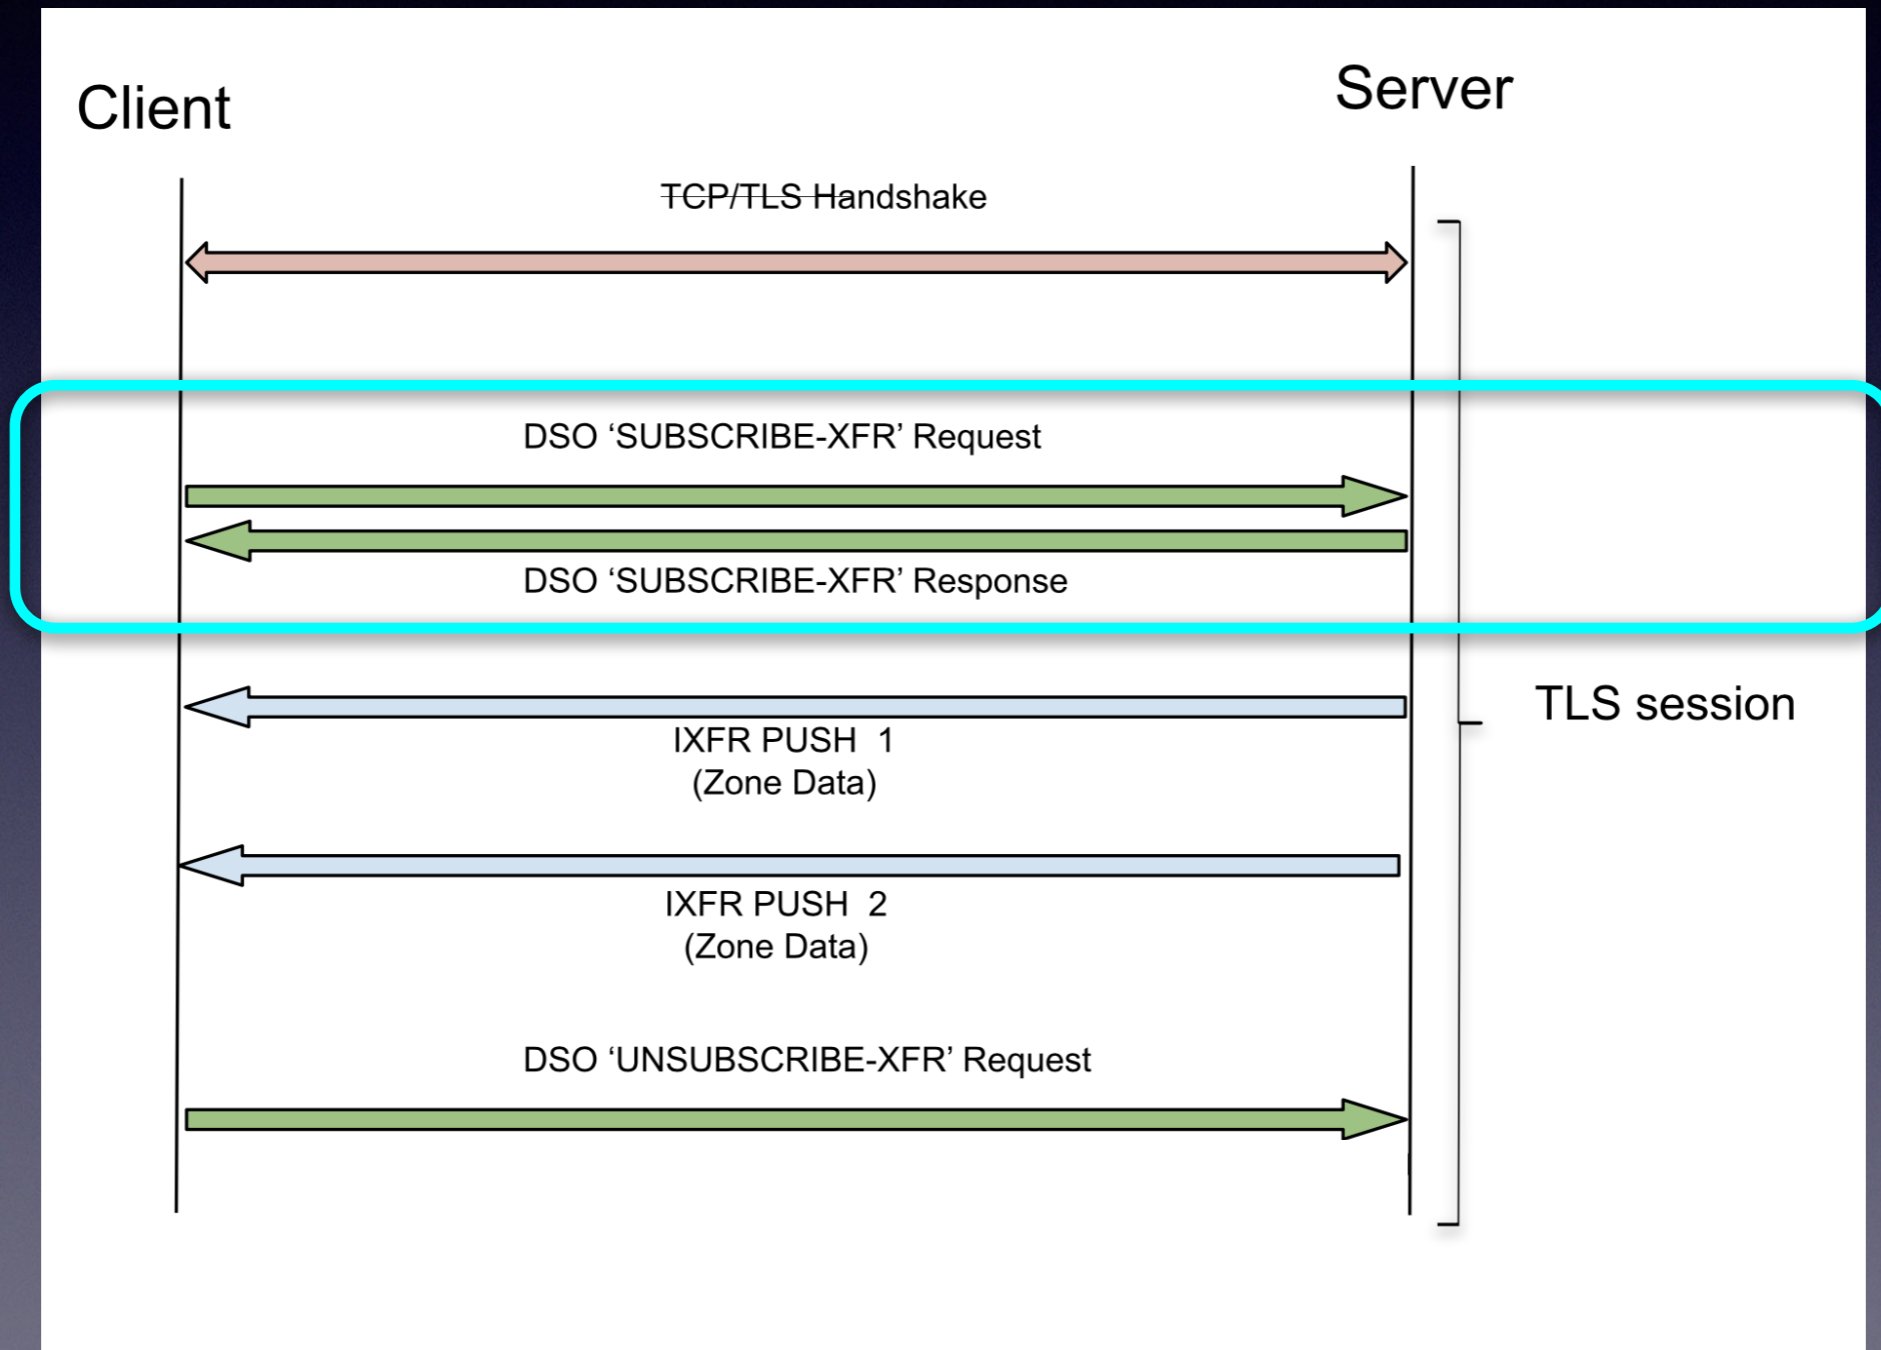 Client
Server
TCP/TLS Handshake
DSO ‘SUBSCRIBE-XFR’ Request
DSO ‘SUBSCRIBE-XFR’ Response
TLS session
IXFR PUSH  1
(Zone Data)
IXFR PUSH  2
(Zone Data)
DSO ‘UNSUBSCRIBE-XFR’ Request